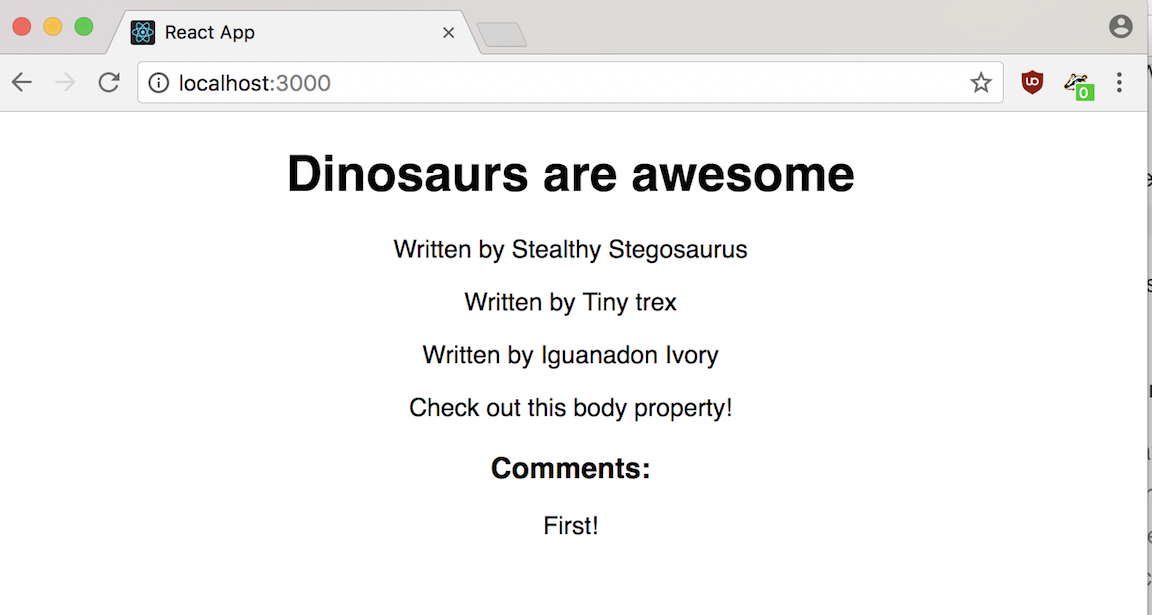 React App
localhost:3000
0
Dinosaurs are awesome
Written by Stealthy Stegosaurus
Written by Tiny trex
Written by Iguanadon Ivory
Check out this body property!
Comments:
First!